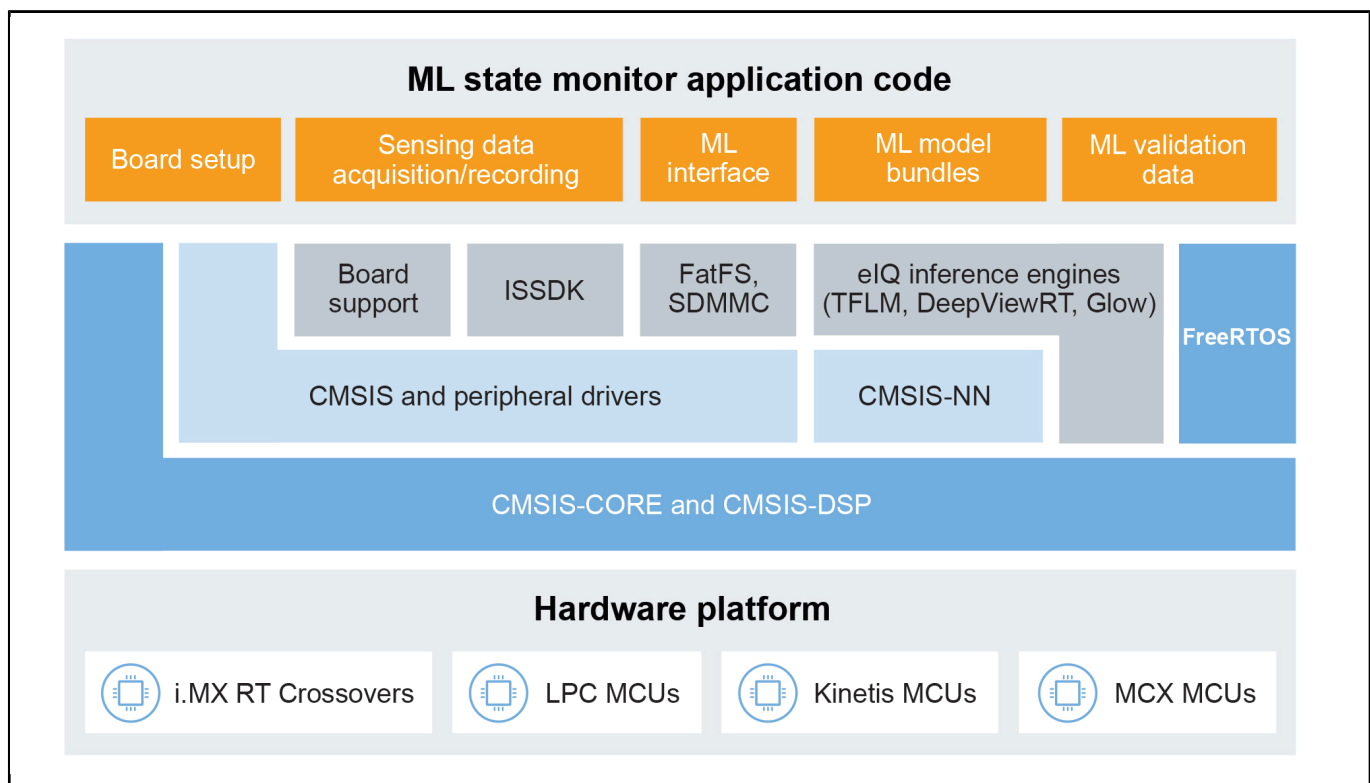 ML state monitor application code
Board setup
Sensing data
acquisition/recording
ML
interface
ML model
bundles
ML validation
data
Board
support
ISSDK
FatFS,
SDMMC
eIQ inference engines
(TFLM, DeepViewRT, Glow)
FreeRTOS
CMSIS and peripheral drivers
CMSIS-NN
CMSIS-CORE and CMSIS-DSP
Hardware platform
i.MX RT Crossovers
LPC MCUs
Kinetis MCUs
MCX MCUs